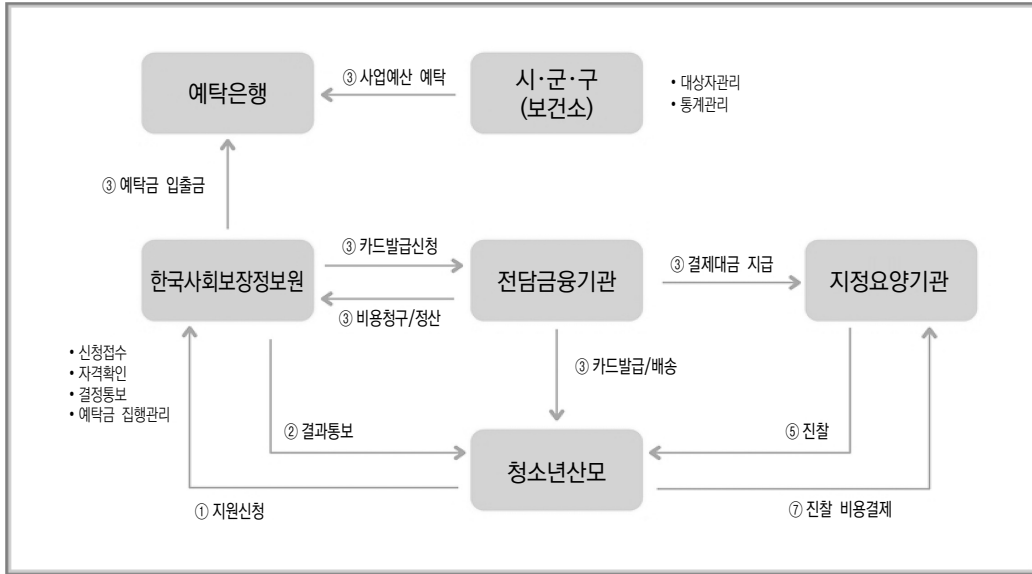 예탁은행
③ 사업예산 예탁
시·군·구
(보건소)
• 대상자관리
• 통계관리
③ 예탁금 입출금
한국사회보장정보원
③ 카드발급신청
③ 비용청구/정산
전담금융기관
③ 결제대금 지급
지정요양기관
• 신청접수
• 자격확인
• 결정통보
• 예탁금 집행관리
③ 카드발급/배송
② 결과통보
⑤ 진찰
청소년산모
① 지원신청
⑦ 진찰 비용결제